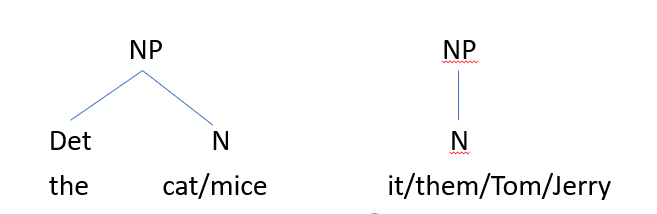 NP NP
Det N N
the cat/mice it/them/Tom/Jerry